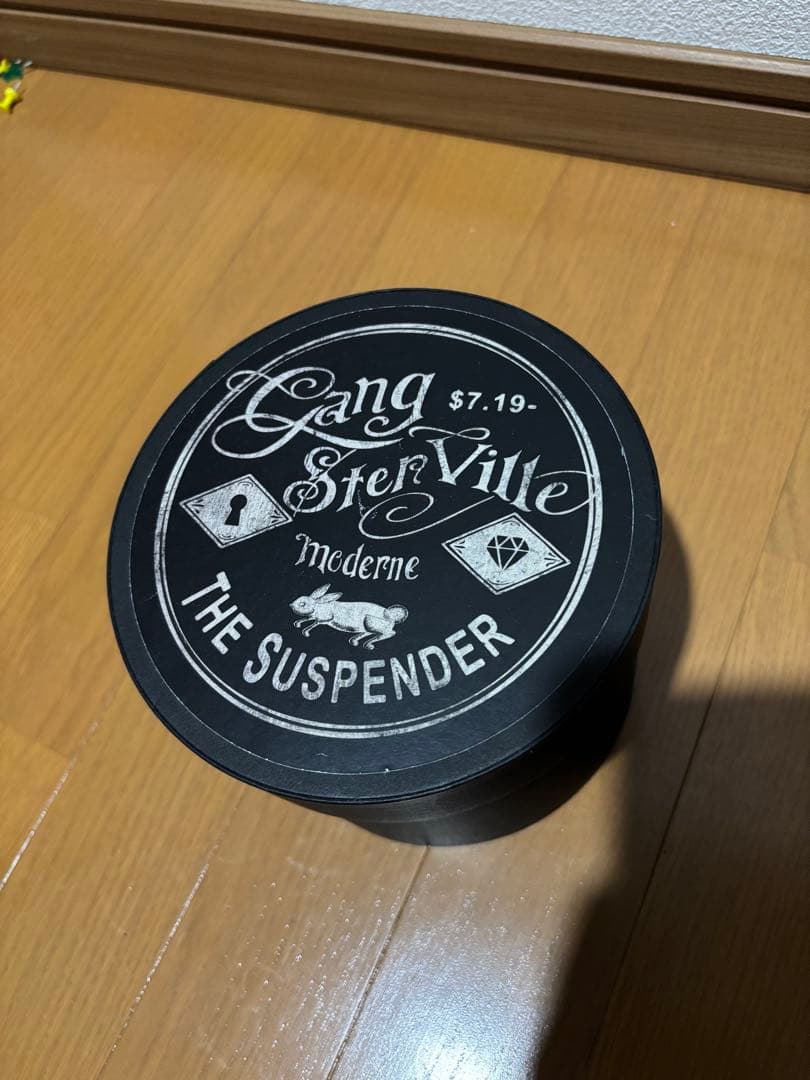 Gang $7.19-
SterVille
Moderne
THE SUSPENDER